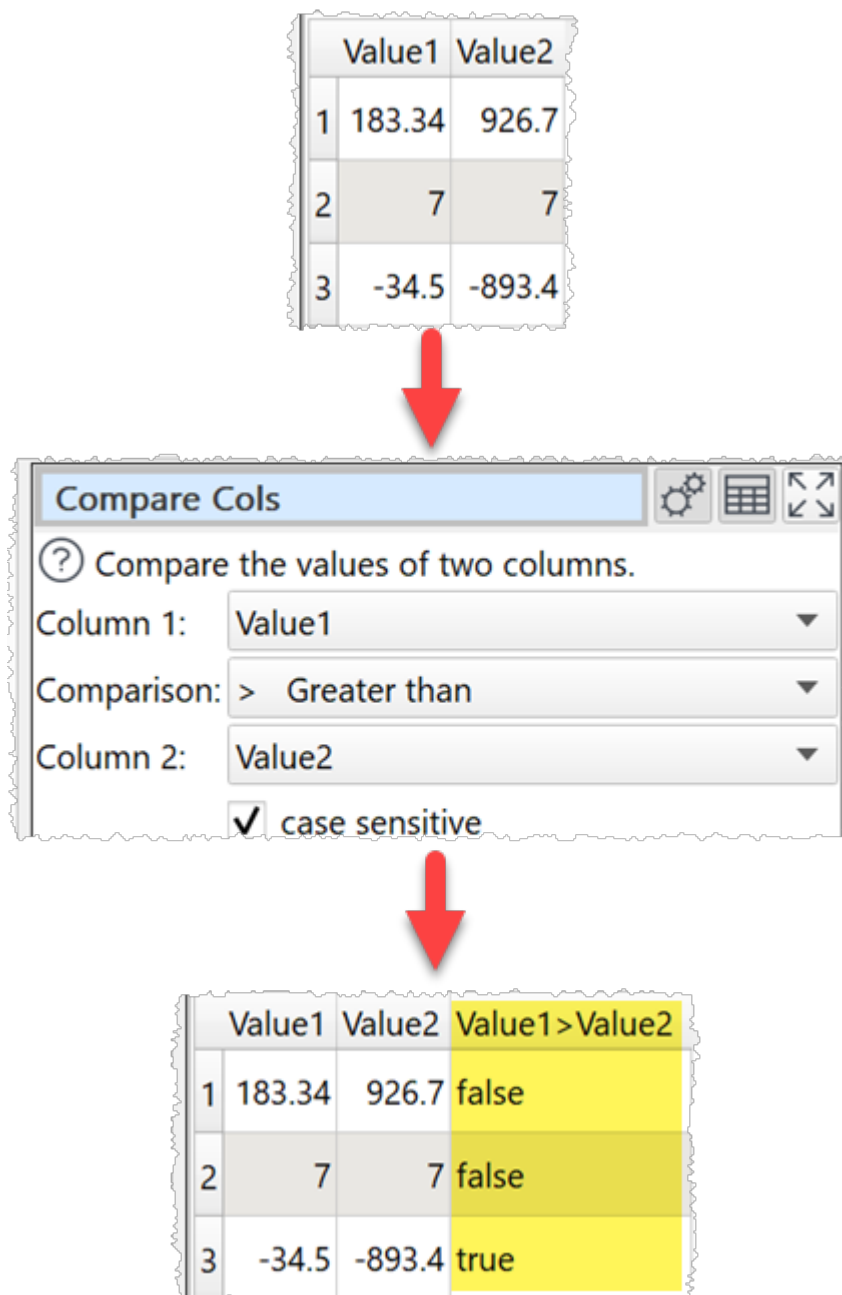 Value1 Value2
1 183.34 926.7
2 7 7
3 -34.5 -893.4
Compare Cols
? Compare the values of two columns.
Column 1: Value1
Comparison: > Greater than
Column 2: Value2
case sensitive
Value1 Value2 Value1>Value2
1 183.34 926.7 false
2 7 7 false
3 -34.5 -893.4 true